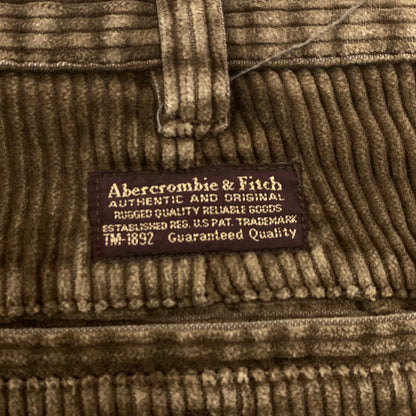 Abercrombie & Fitch
AUTHENTIC AND ORIGINAL
RUGGED QUALITY RELIABLE GOODS
ESTABLISHED REG. U.S PAT. TRADEMARK
TM-1892 Guaranteed Quality